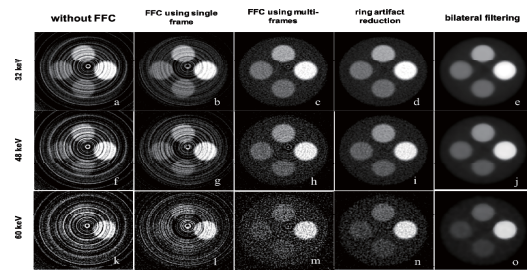 without FFC
FFC using single
frame
FFC using multi-
frames
ring artifact
reduction
bilateral filtering
32 keV
a
b
c
d
e
48 keV
f
g
h
i
j
60 keV
k
l
m
n
o